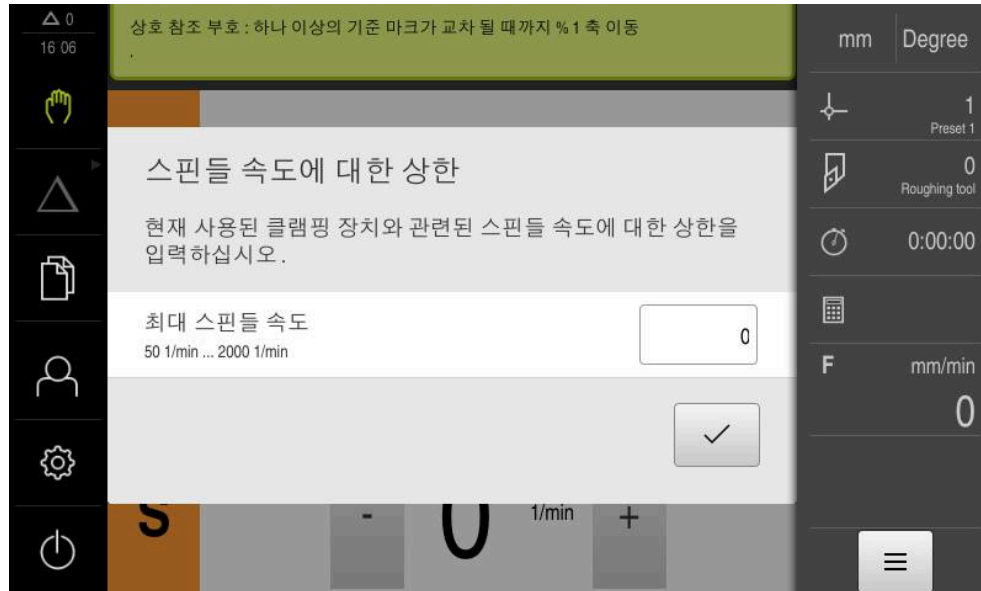 0
16 06
상호 참조 부호 : 하나 이상의 기준 마크가 교차 될 때까지 % 1 축 이동
.
mm Degree
1
Preset 1
0
Roughing tool
0:00:00
F mm/min
0
스핀들 속도에 대한 상한
현재 사용된 클램핑 장치와 관련된 스핀들 속도에 대한 상한을
입력하십시오 .
최대 스핀들 속도
50 1/min ... 2000 1/min
0
S - 0 1/min +